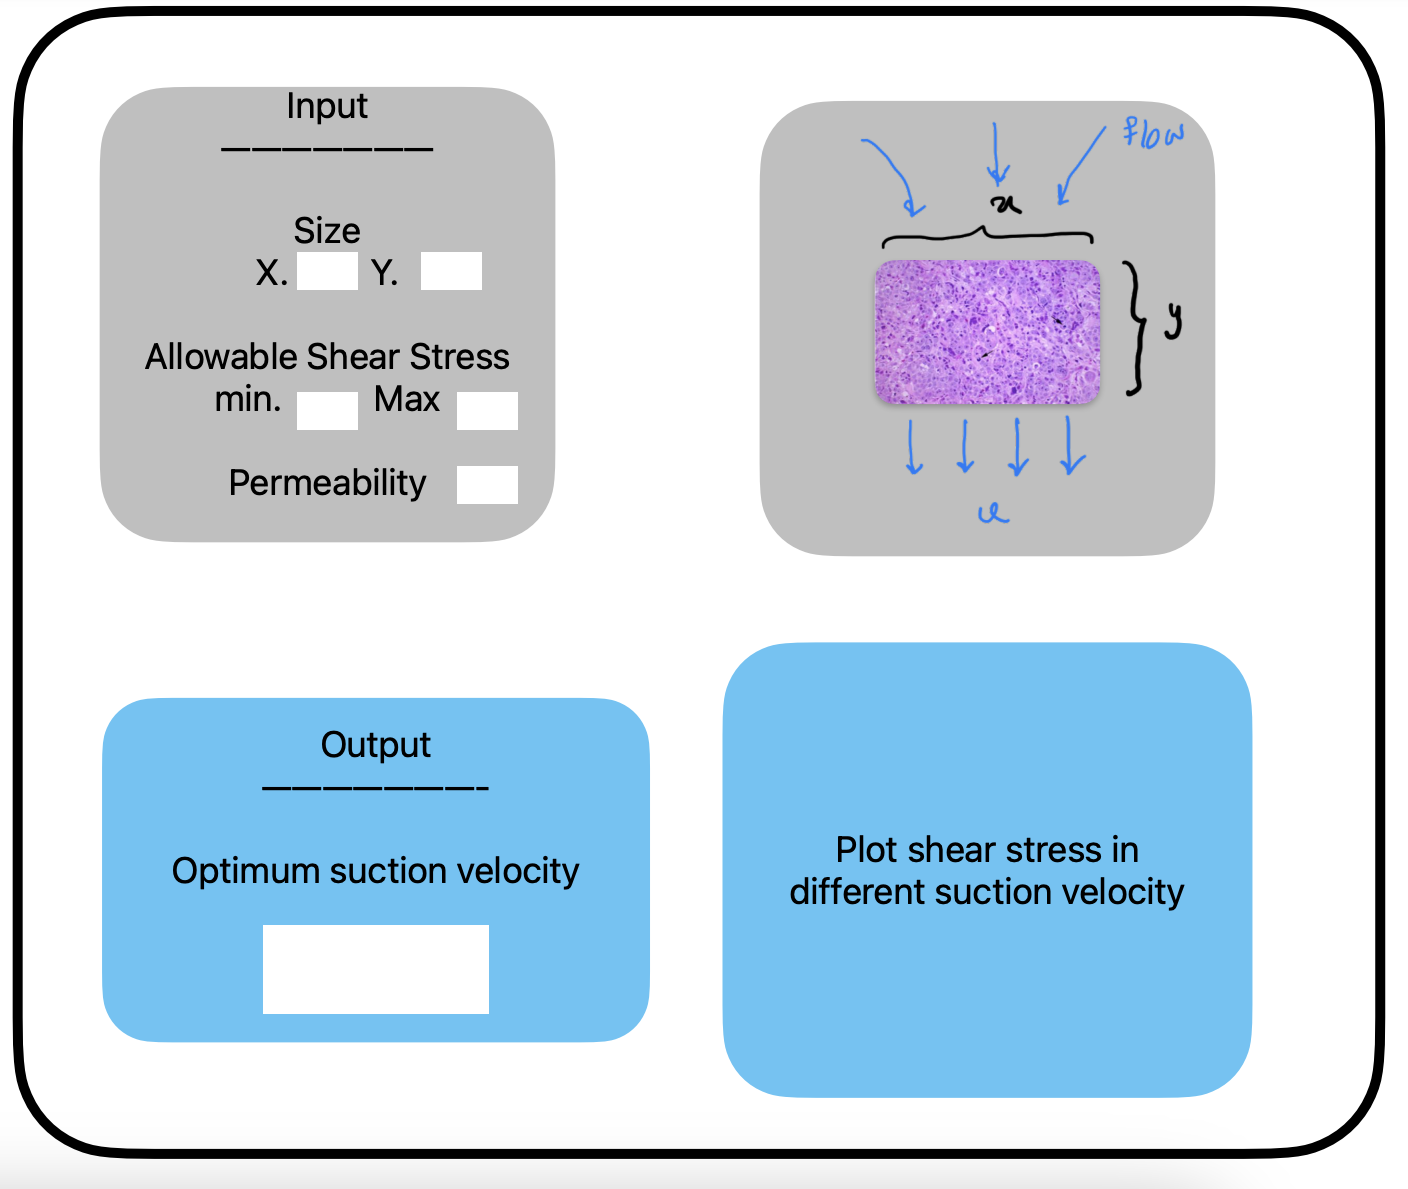 Input
———————
Size
X. Y.
Allowable Shear Stress
min. Max
Permeability
flow
x
y
u
Output
———————-
Optimum suction velocity
Plot shear stress in
different suction velocity